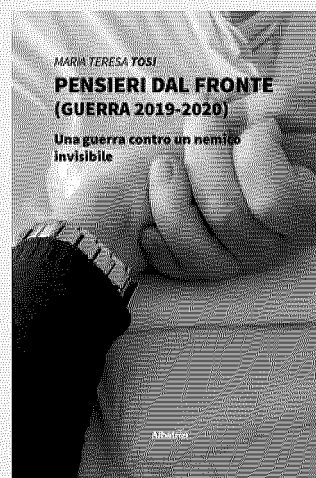 MARIA TERESA TOSI
PENSIERI DAL FRONTE
(GUERRA 2019-2020)
Una guerra contro un nemico
invisibile
Albatros